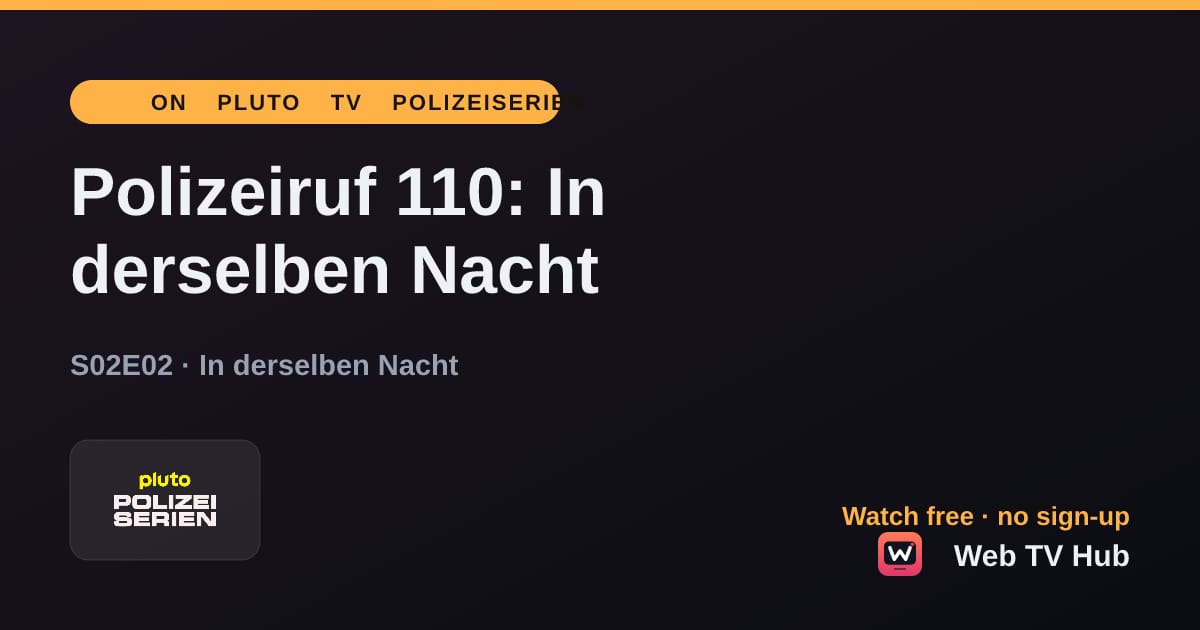 ON PLUTO TV POLIZEISERIEN
Polizeiruf 110: In
derselben Nacht
S02E02 · In derselben Nacht
pluto
POLIZEI
SERIEN
Watch free · no sign-up
W
Web TV Hub